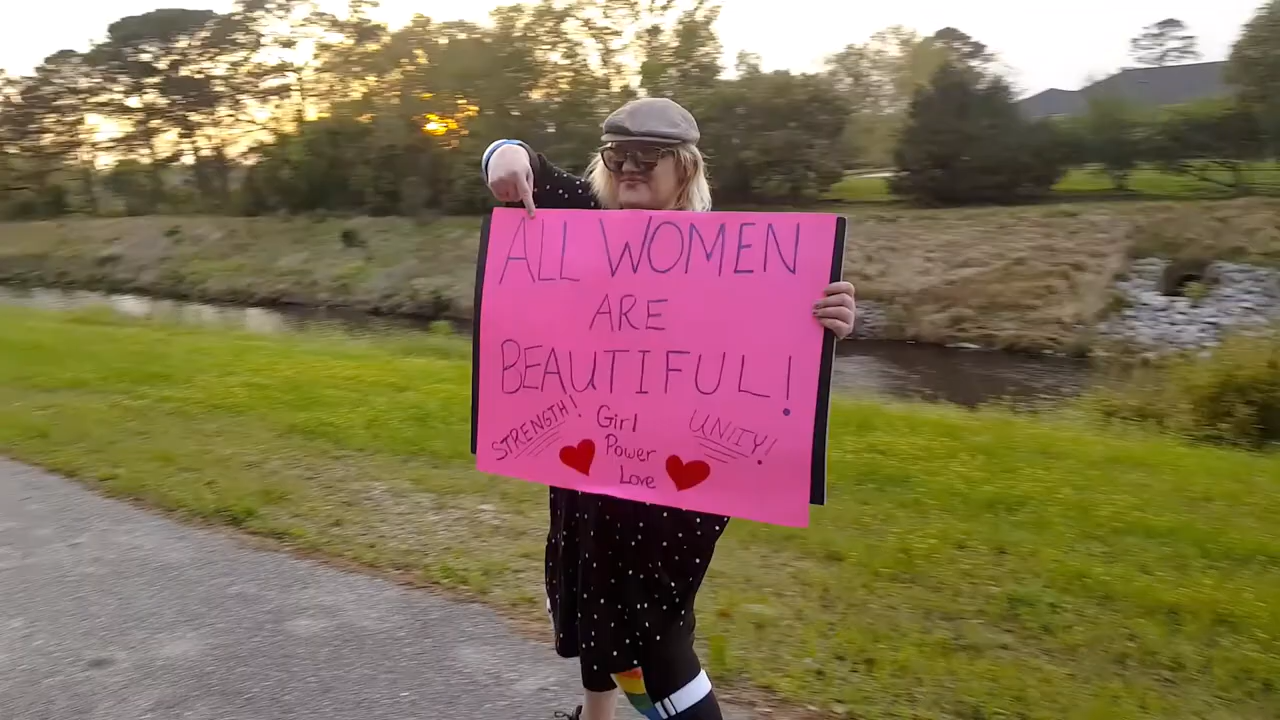 ALL WOMEN
ARE
BEAUTIFUL!
STRENGTH! Girl UNITY!
Power
Love